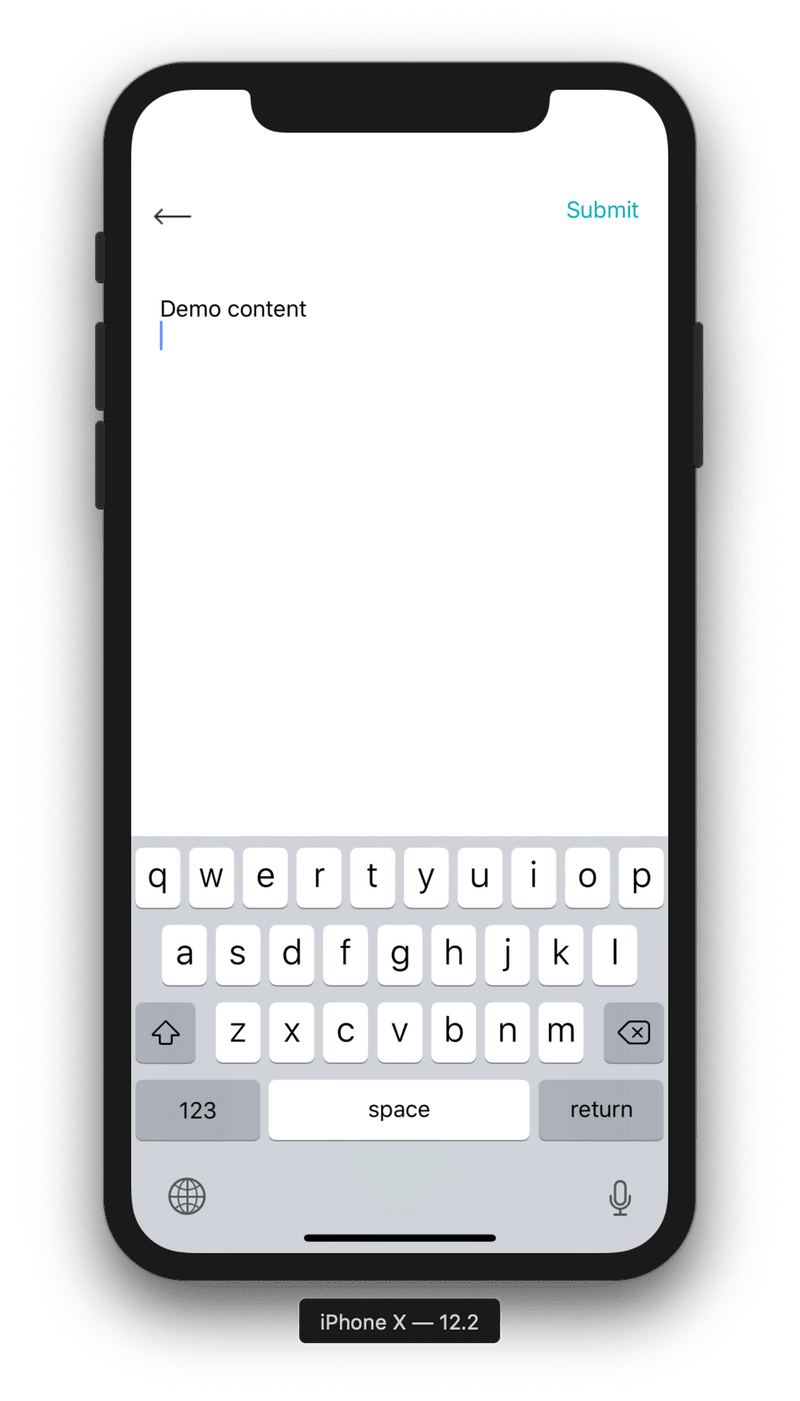 Submit
Demo content
q w e r t y u i o p
a s d f g h j k l
z x c v b n m
123 space return
iPhone X — 12.2